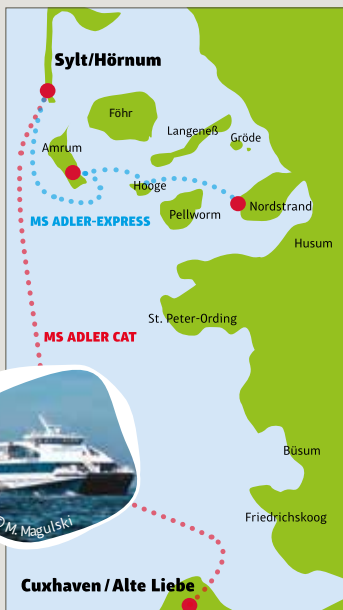 Sylt/Hörnum
Föhr
Langeneß
Gröde
Amrum
Hooge
Nordstrand
Pellworm
MS ADLER-EXPRESS
Husum
St. Peter-Ording
MS ADLER CAT
Büsum
M. Magulski
Friedrichskoog
Cuxhaven / Alte Liebe